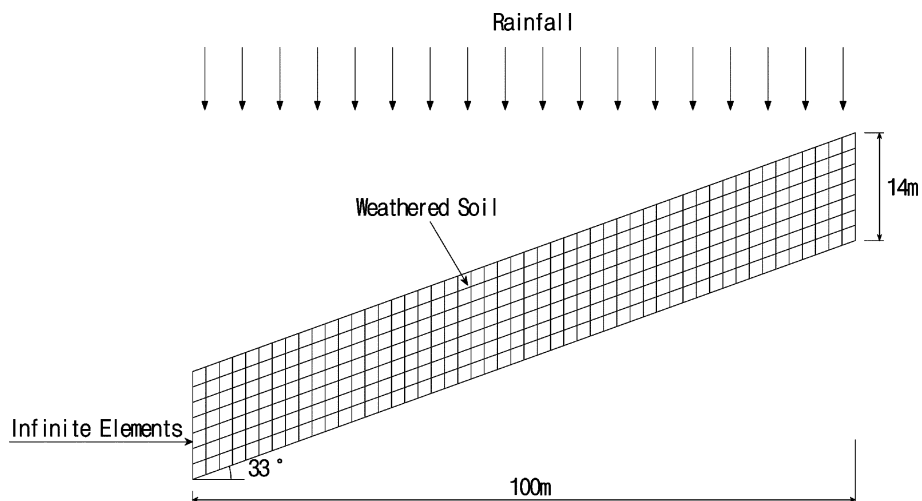 Rainfall
14m
Weathered Soil
Infinite Elements
33 °
100m